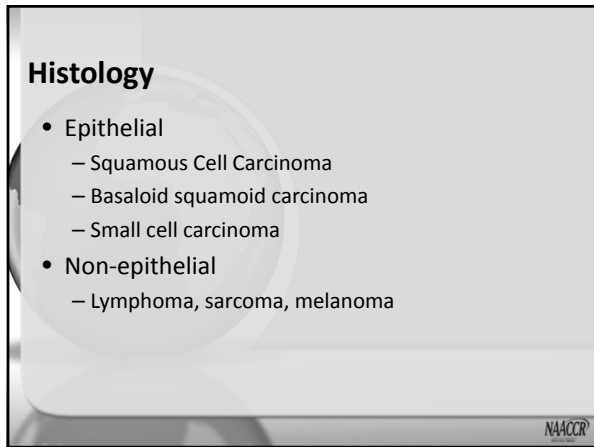 Histology
• Epithelial
– Squamous Cell Carcinoma
– Basaloid squamoid carcinoma
– Small cell carcinoma
• Non-epithelial
– Lymphoma, sarcoma, melanoma
NAACCR